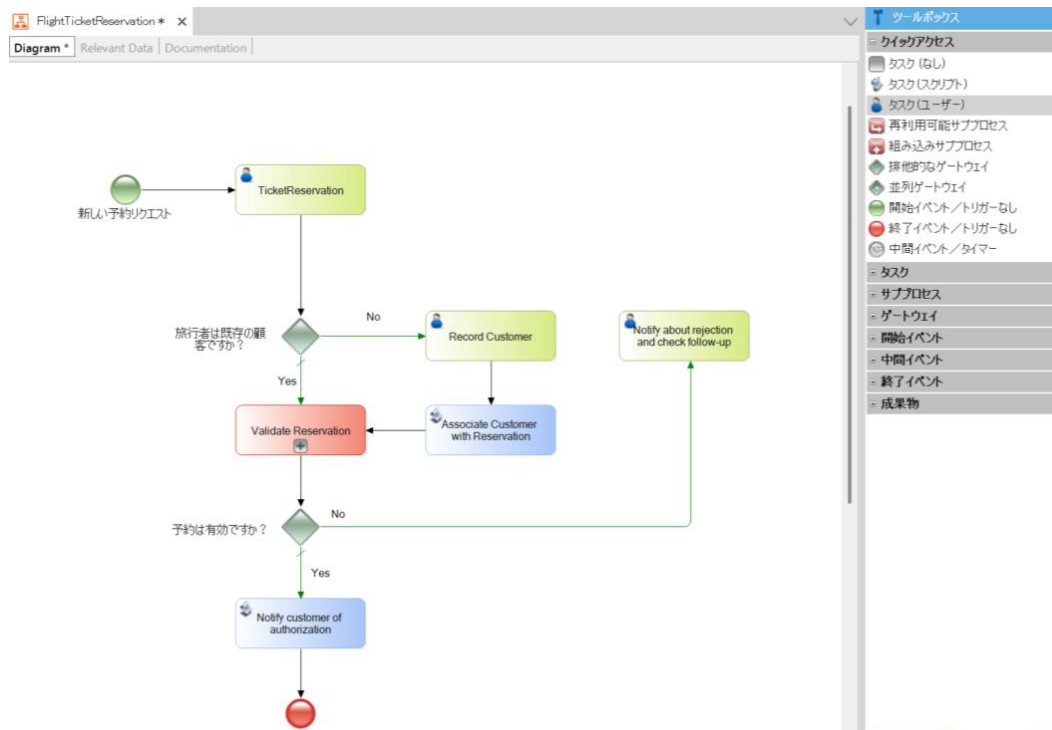 FlightTicketReservation *
Diagram *
Relevant Data
Documentation
新しい予約リクエスト
TicketReservation
旅行者は既存の顧
客ですか？
No
Yes
Record Customer
Notify about rejection
and check follow-up
Validate Reservation
Associate Customer
with Reservation
予約は有効ですか？
No
Yes
Notify customer of
authorization
ツールボックス
クイックアクセス
タスク (なし)
タスク(スクリプト)
タスク(ユーザー)
再利用可能サブプロセス
組み込みサブプロセス
排他的なゲートウェイ
並列ゲートウェイ
開始イベント／トリガーなし
終了イベント／トリガーなし
中間イベント／タイマー
タスク
サブプロセス
ゲートウェイ
開始イベント
中間イベント
終了イベント
成果物